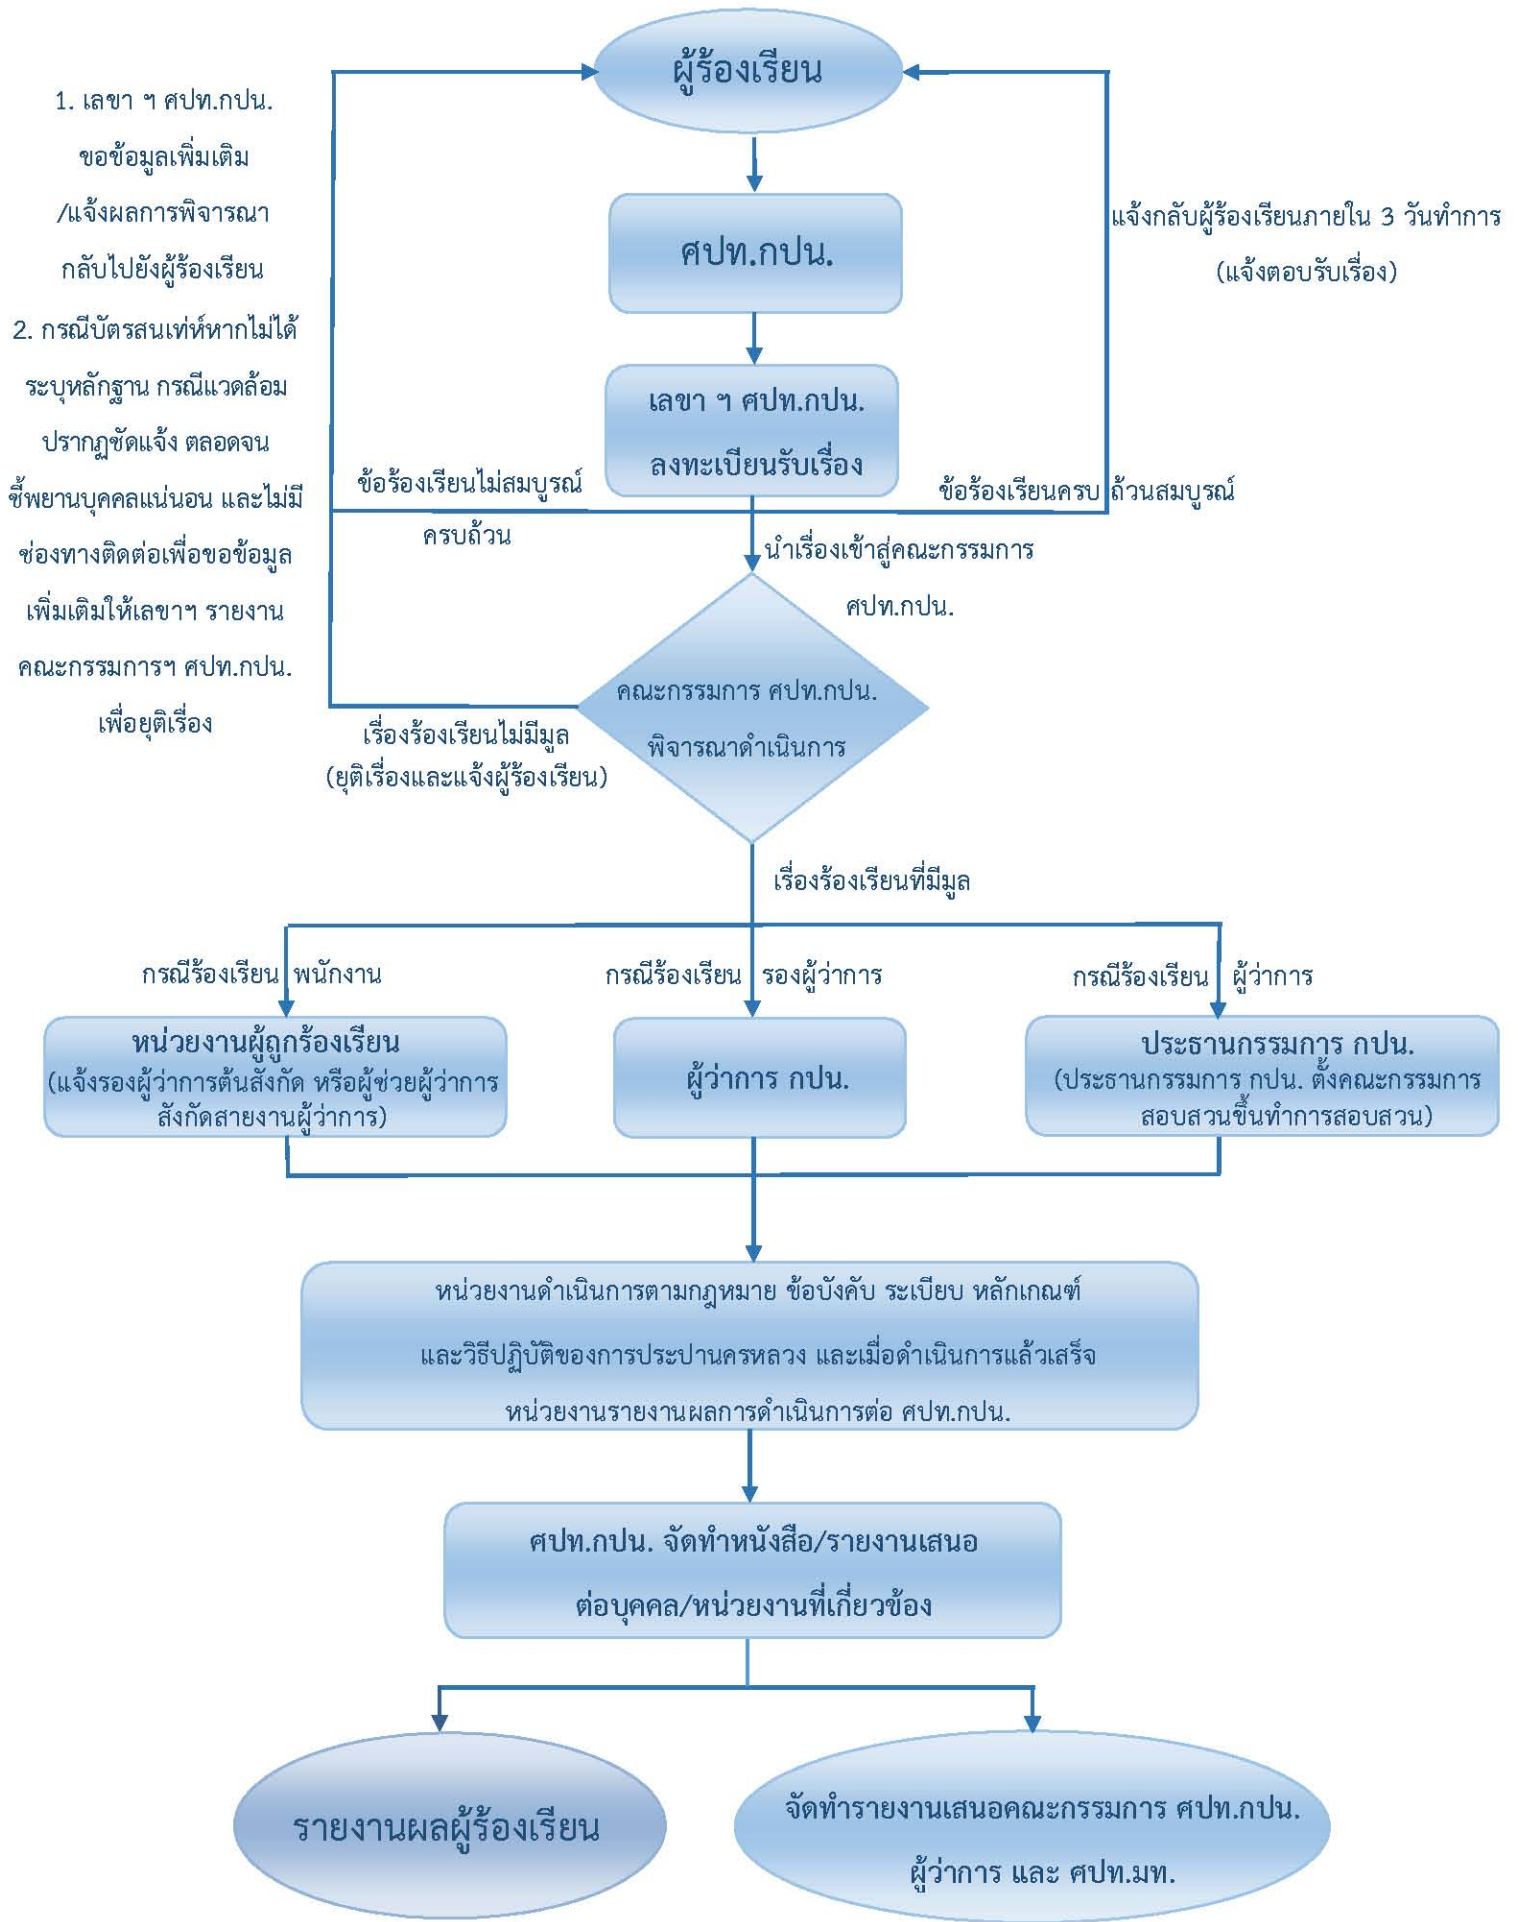 ผู้ร้องเรียน
1. เลขา ฯ ศปท.กปน.
ขอข้อมูลเพิ่มเติม
/แจ้งผลการพิจารณา
กลับไปยังผู้ร้องเรียน
2. กรณีบัตรสนเท่ห์หากไม่ได้
ระบุหลักฐาน กรณีแวดล้อม
ปรากฏชัดแจ้ง ตลอดจน
ชี้พยานบุคคลแน่นอน และไม่มี
ช่องทางติดต่อเพื่อขอข้อมูล
เพิ่มเติมให้เลขาฯ รายงาน
คณะกรรมการฯ ศปท.กปน.
เพื่อยุติเรื่อง
ศปท.กปน.
แจ้งกลับผู้ร้องเรียนภายใน 3 วันทำการ
(แจ้งตอบรับเรื่อง)
เลขา ฯ ศปท.กปน.
ลงทะเบียนรับเรื่อง
ข้อร้องเรียนไม่สมบูรณ์
ครบถ้วน
ข้อร้องเรียนครบถ้วนสมบูรณ์
นำเรื่องเข้าสู่คณะกรรมการ
ศปท.กปน.
คณะกรรมการ ศปท.กปน.
พิจารณาดำเนินการ
เรื่องร้องเรียนไม่มีมูล
(ยุติเรื่องและแจ้งผู้ร้องเรียน)
เรื่องร้องเรียนที่มีมูล
กรณีร้องเรียน พนักงาน
กรณีร้องเรียน รองผู้ว่าการ
กรณีร้องเรียน ผู้ว่าการ
หน่วยงานผู้ถูกร้องเรียน
(แจ้งรองผู้ว่าการต้นสังกัด หรือผู้ช่วยผู้ว่าการ
สังกัดสายงานผู้ว่าการ)
ผู้ว่าการ กปน.
ประธานกรรมการ กปน.
(ประธานกรรมการ กปน. ตั้งคณะกรรมการ
สอบสวนขึ้นทำการสอบสวน)
หน่วยงานดำเนินการตามกฎหมาย ข้อบังคับ ระเบียบ หลักเกณฑ์
และวิธีปฏิบัติของการประปานครหลวง และเมื่อดำเนินการแล้วเสร็จ
หน่วยงานรายงานผลการดำเนินการต่อ ศปท.กปน.
ศปท.กปน. จัดทำหนังสือ/รายงานเสนอ
ต่อบุคคล/หน่วยงานที่เกี่ยวข้อง
รายงานผลผู้ร้องเรียน
จัดทำรายงานเสนอคณะกรรมการ ศปท.กปน.
ผู้ว่าการ และ ศปท.มท.